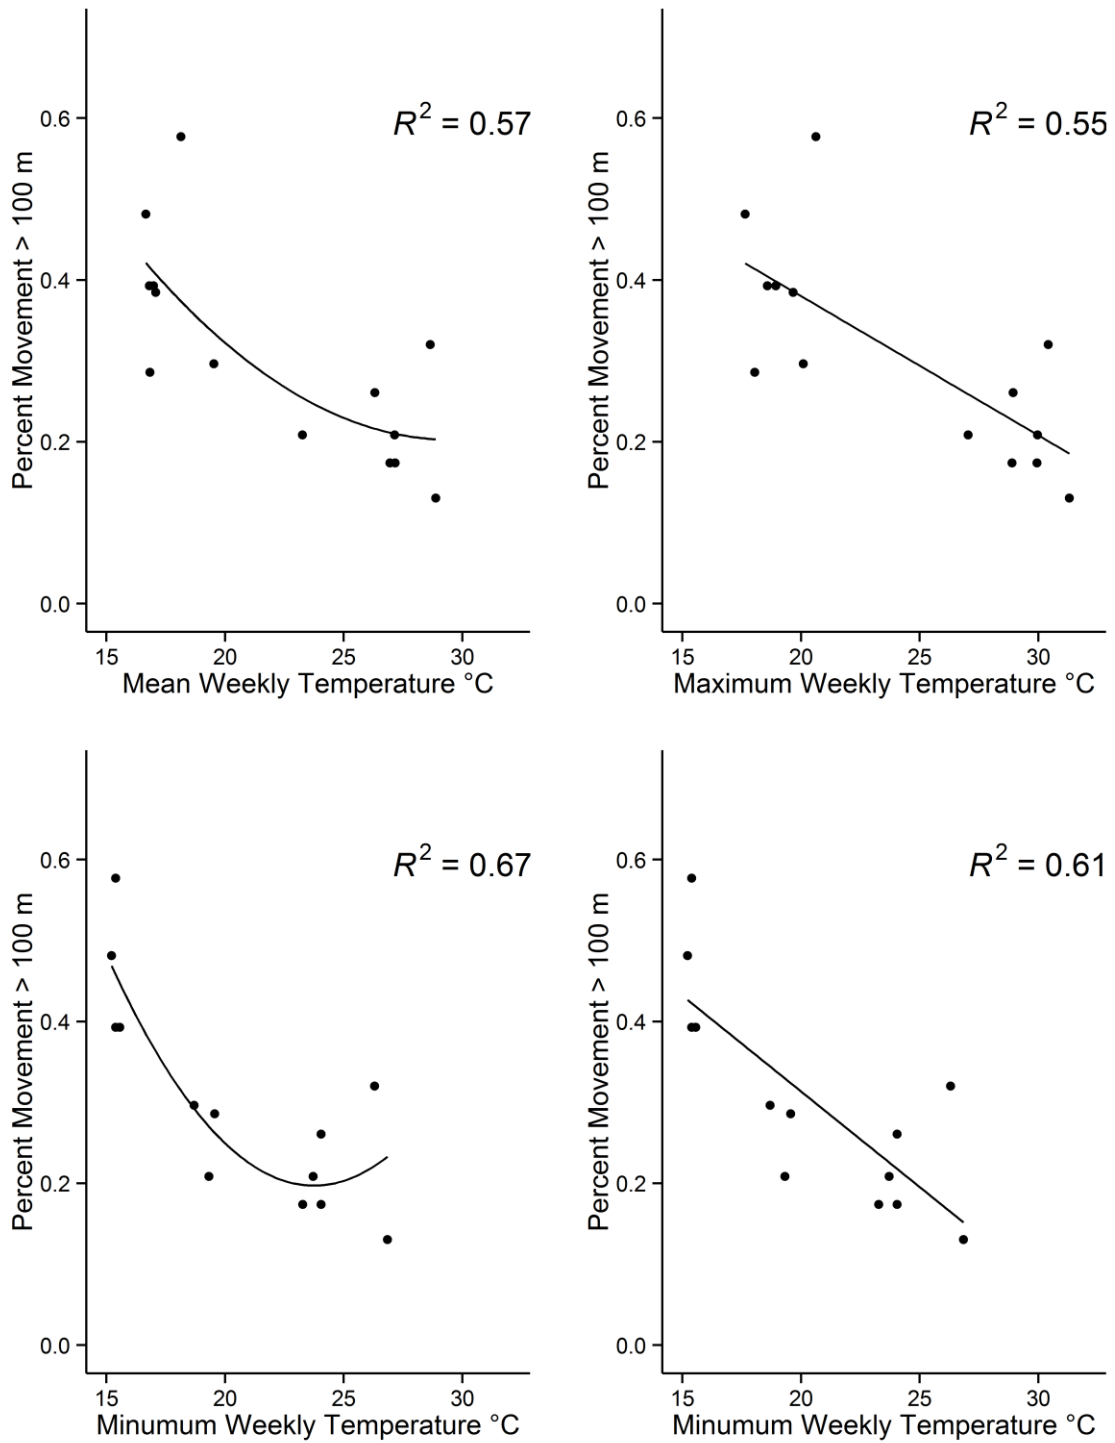 R² = 0.57
Percent Movement > 100 m
0.6
0.4
0.2
0.0
15 20 25 30
Mean Weekly Temperature °C
R² = 0.55
Percent Movement > 100 m
0.6
0.4
0.2
0.0
15 20 25 30
Maximum Weekly Temperature °C
R² = 0.67
Percent Movement > 100 m
0.6
0.4
0.2
0.0
15 20 25 30
Minumum Weekly Temperature °C
R² = 0.61
Percent Movement > 100 m
0.6
0.4
0.2
0.0
15 20 25 30
Minumum Weekly Temperature °C